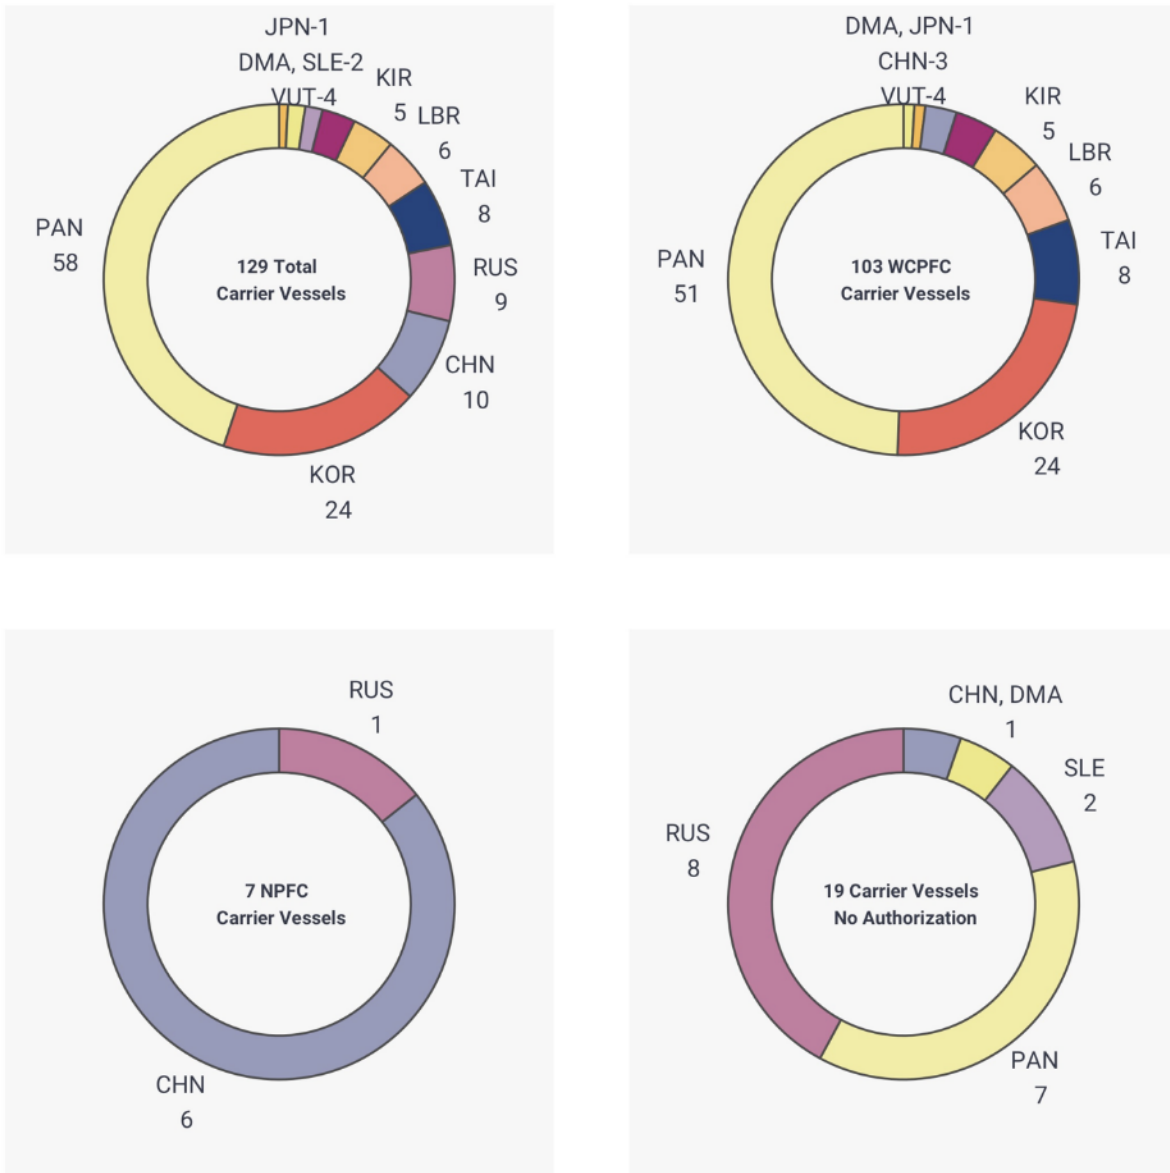 JPN-1
DMA, SLE-2
VUT-4
KIR
5
LBR
6
TAI
8
RUS
9
CHN
10
KOR
24
PAN
58
129 Total
Carrier Vessels
DMA, JPN-1
CHN-3
VUT-4
KIR
5
LBR
6
TAI
8
KOR
24
PAN
51
103 WCPFC
Carrier Vessels
RUS
1
CHN
6
7 NPFC
Carrier Vessels
CHN, DMA
1
SLE
2
PAN
7
RUS
8
19 Carrier Vessels
No Authorization